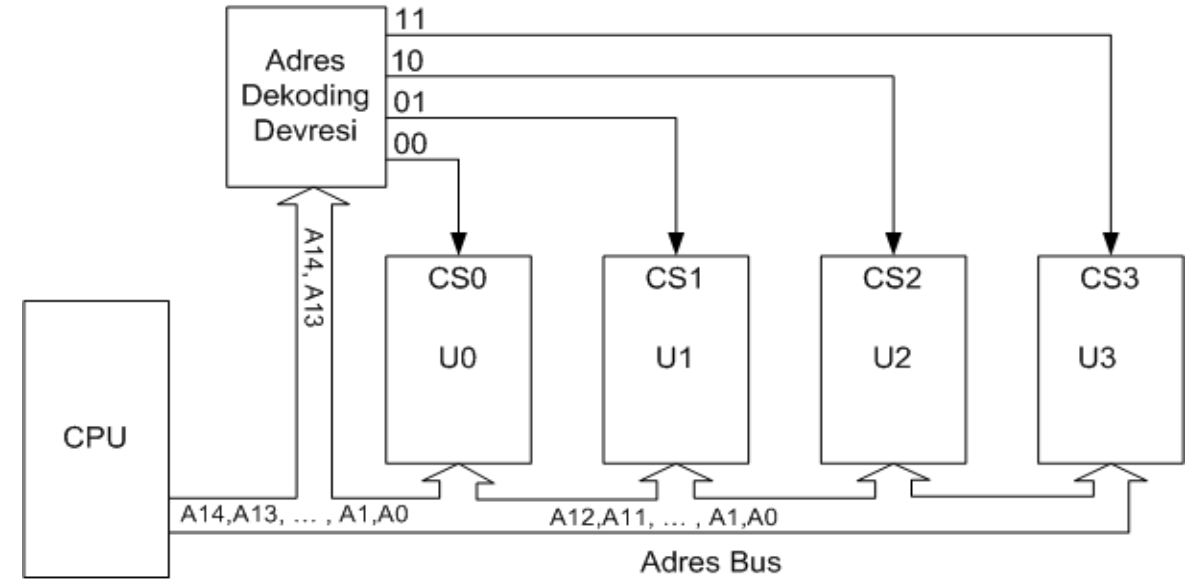 11
10
01
00
Adres
Dekoding
Devresi
A14, A13
CS0
CS1
CS2
CS3
U0
U1
U2
U3
CPU
A14,A13, ... , A1,A0
A12,A11, ... , A1,A0
Adres Bus